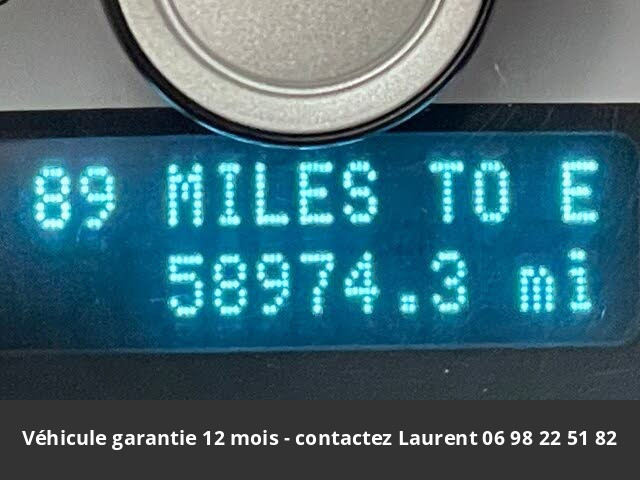 89 MILES TO E
58974.3 mi
Véhicule garantie 12 mois - contactez Laurent 06 98 22 51 82